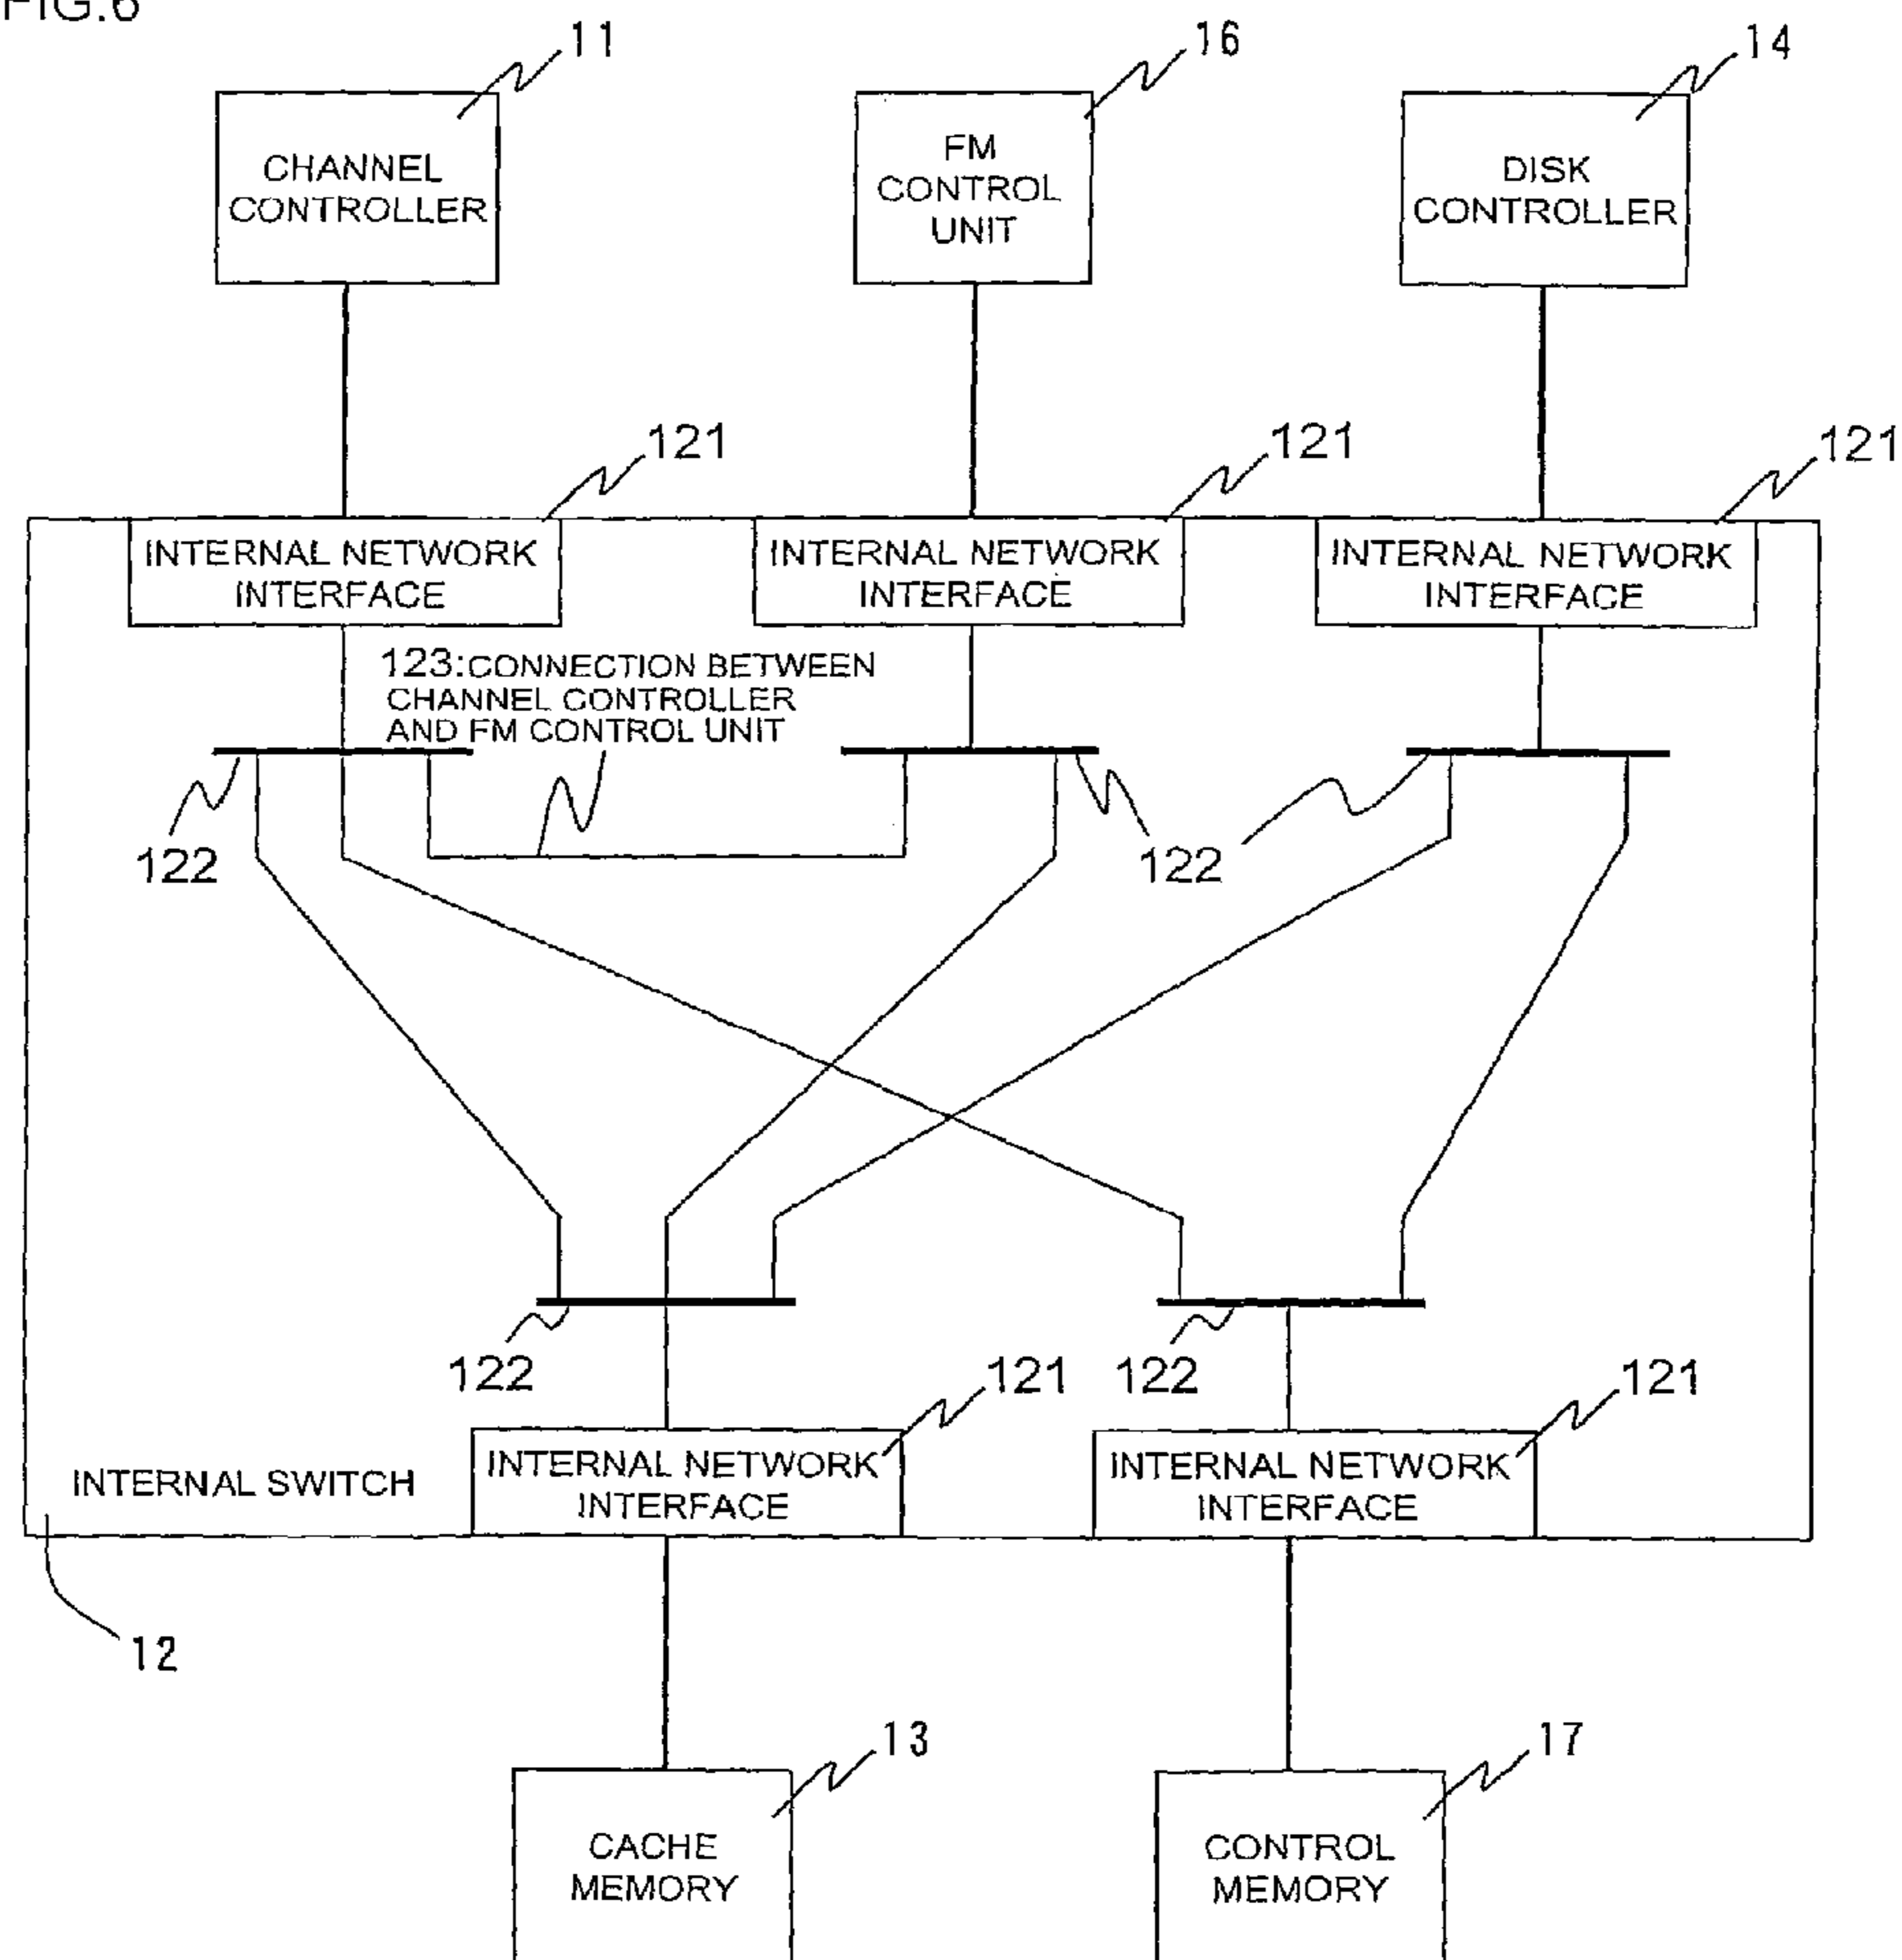 FIG.6
11
16
14
CHANNEL
CONTROLLER
FM
CONTROL
UNIT
DISK
CONTROLLER
121
121
121
INTERNAL NETWORK
INTERFACE
INTERNAL NETWORK
INTERFACE
INTERNAL NETWORK
INTERFACE
123:CONNECTION BETWEEN
CHANNEL CONTROLLER
AND FM CONTROL UNIT
122
122
122
122
121
121
INTERNAL SWITCH
INTERNAL NETWORK
INTERFACE
INTERNAL NETWORK
INTERFACE
12
13
17
CACHE
MEMORY
CONTROL
MEMORY